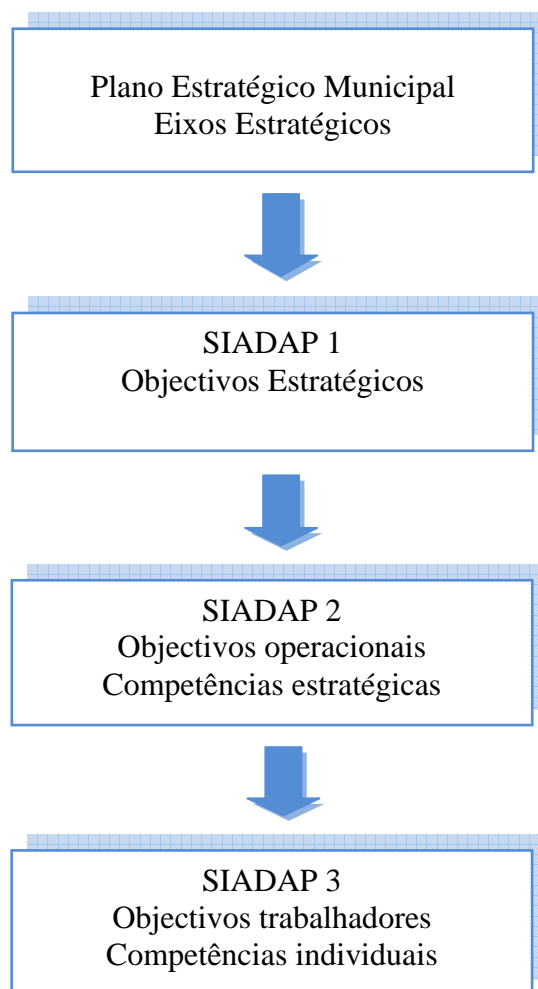 Plano Estratégico Municipal
Eixos Estratégicos
SIADAP 1
Objectivos Estratégicos
SIADAP 2
Objectivos operacionais
Competências estratégicas
SIADAP 3
Objectivos trabalhadores
Competências individuais